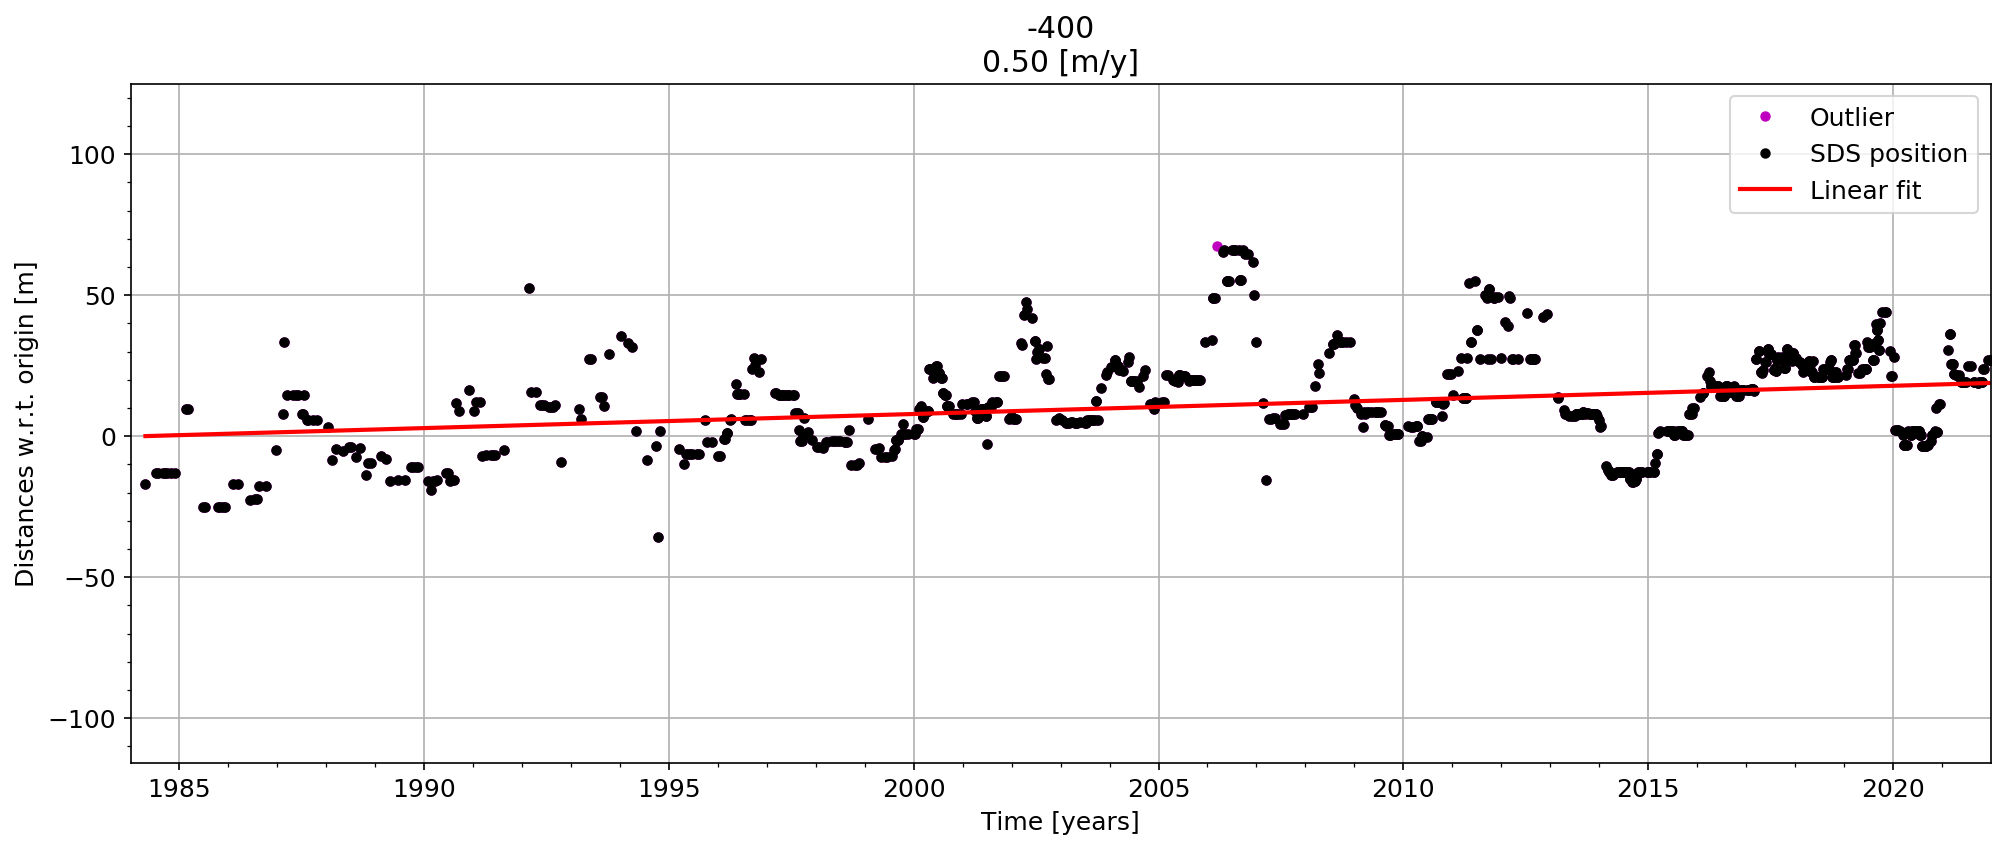 -400
0.50 [m/y]
Outlier
SDS position
Linear fit
Distances w.r.t. origin [m]
100
50
0
−50
−100
1985 1990 1995 2000 2005 2010 2015 2020
Time [years]